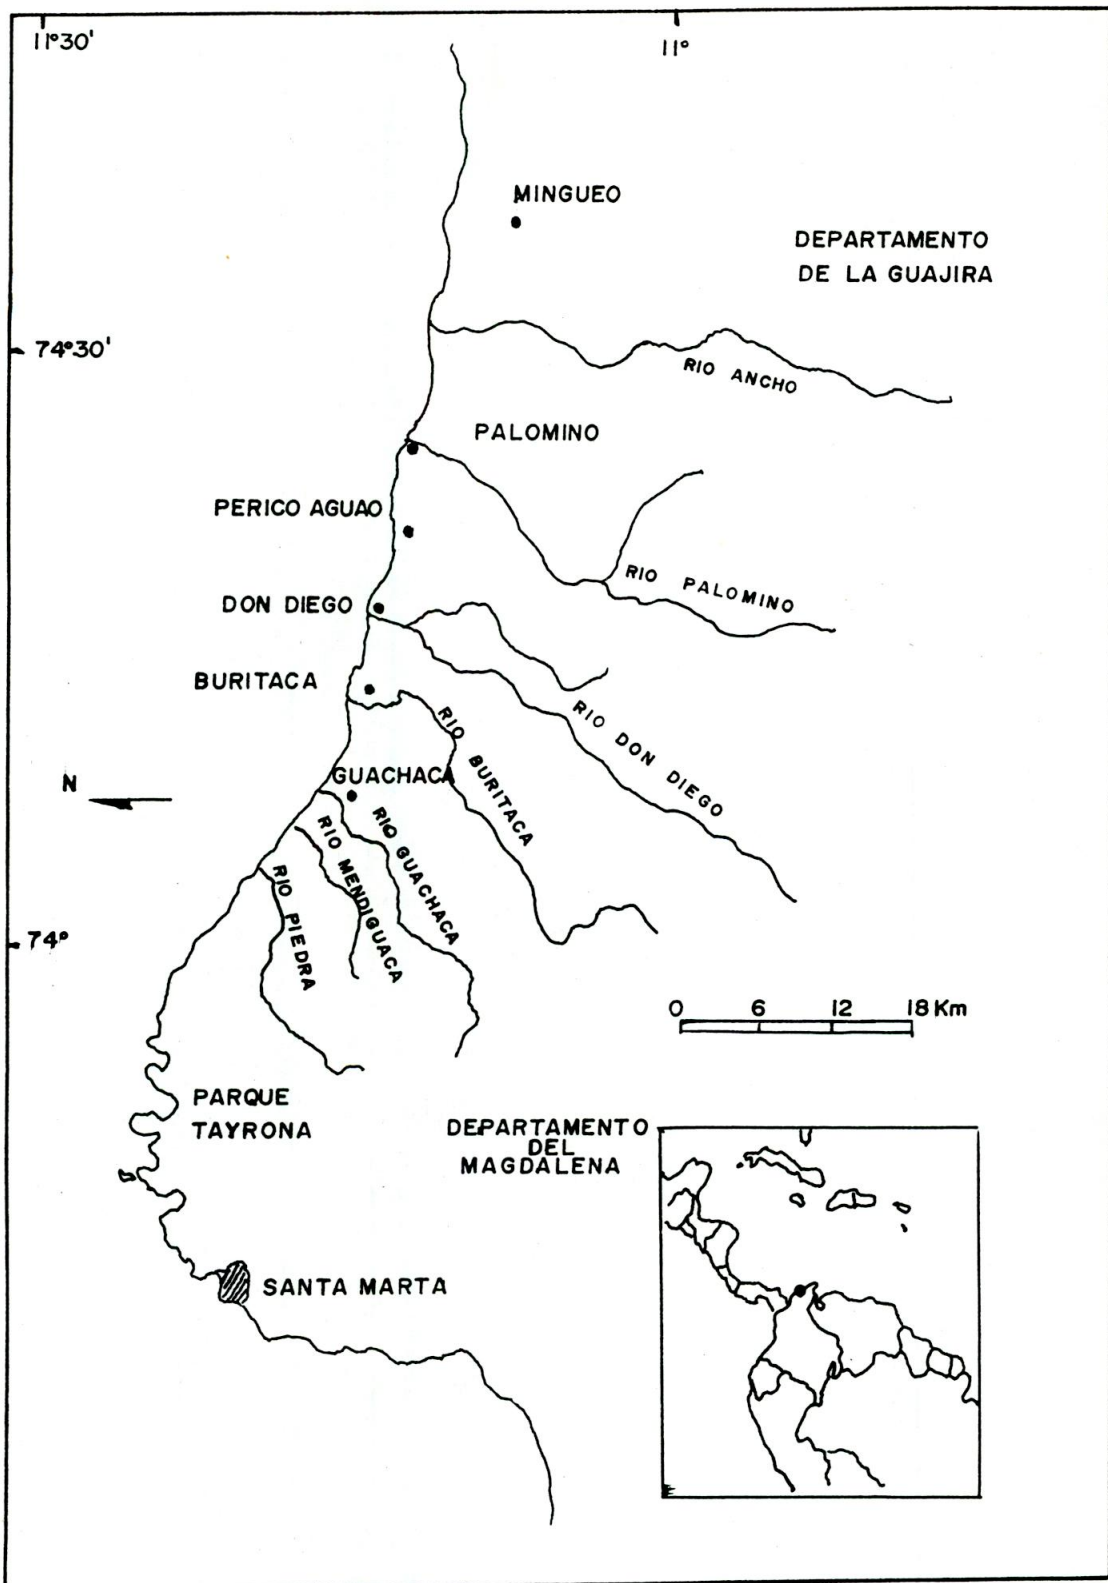 11°30'
11°
MINGUEO
DEPARTAMENTO
DE LA GUAJIRA
74°30'
RIO ANCHO
PALOMINO
PERICO AGUAO
RIO PALOMINO
DON DIEGO
BURITACA
RIO DON DIEGO
RIO BURITACA
N
GUACHACA
RIO GUACHACA
RIO MENDIGUACA
RIO PIEDRA
74°
0 6 12 18 Km
PARQUE
TAYRONA
DEPARTAMENTO
DEL
MAGDALENA
SANTA MARTA